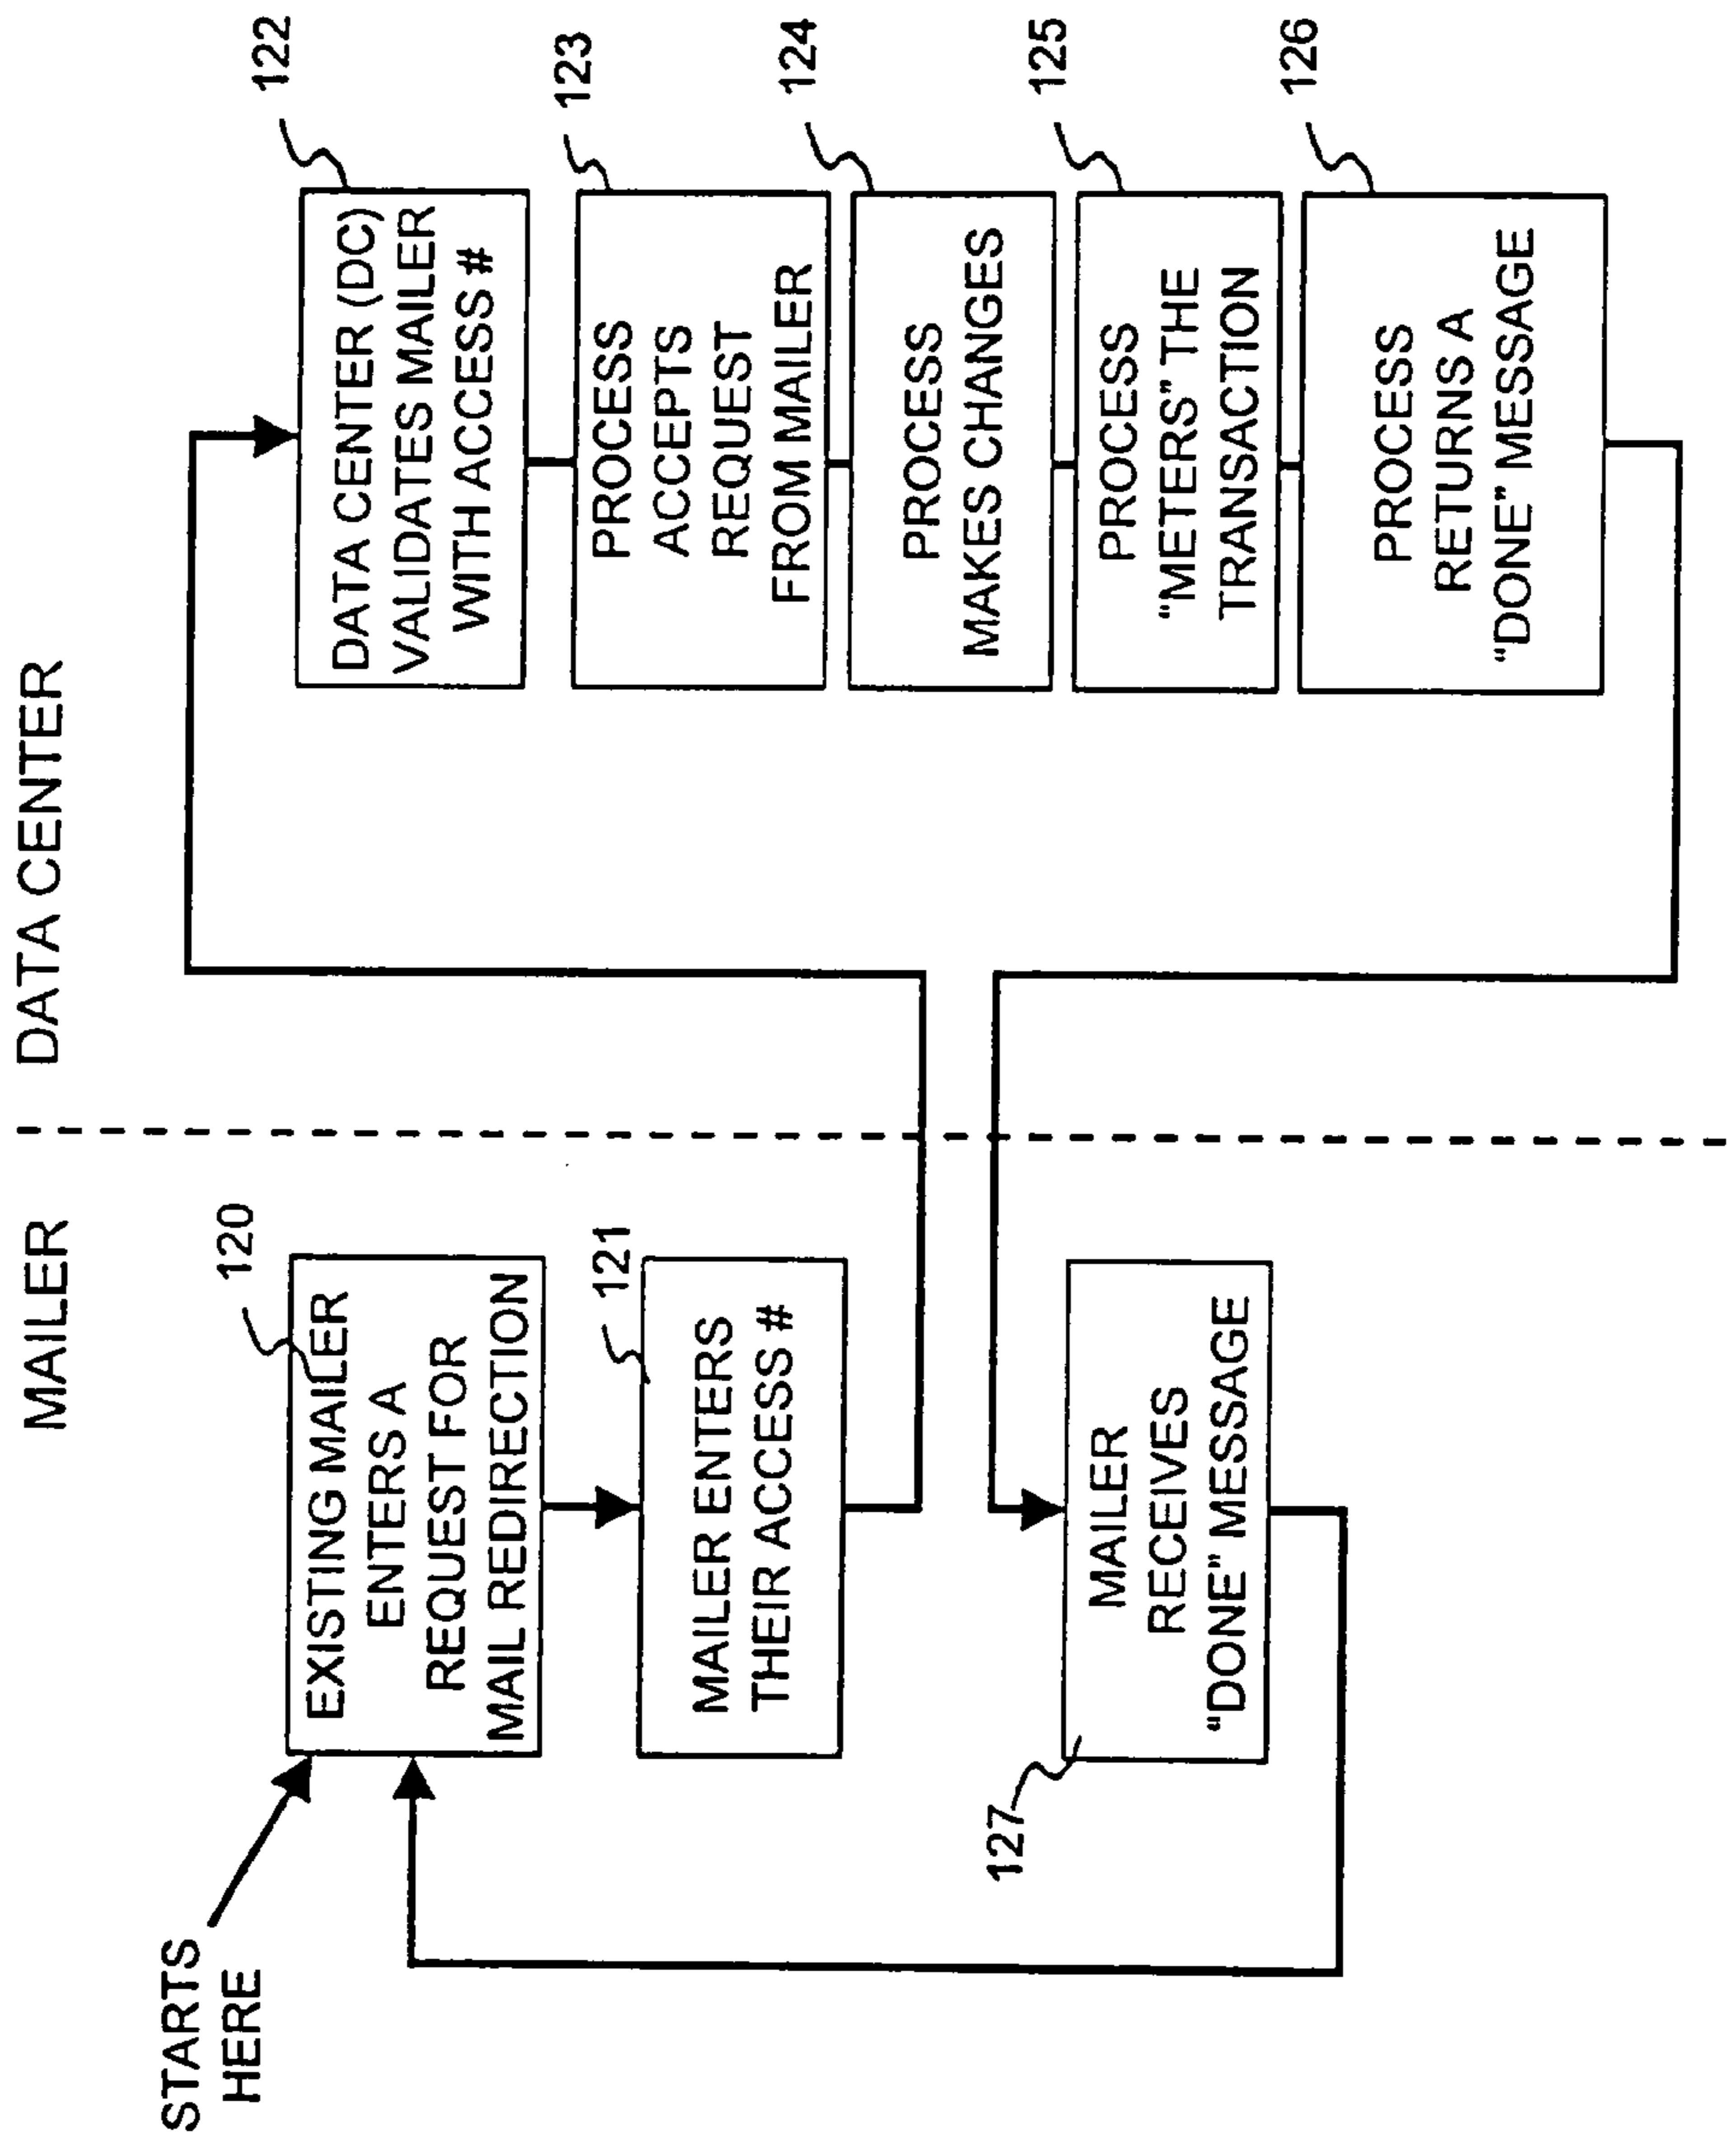 MAILER
DATA CENTER
STARTS
HERE
120
EXISTING MAILER
ENTERS A
REQUEST FOR
MAIL REDIRECTION
121
MAILER ENTERS
THEIR ACCESS #
127
MAILER
RECEIVES
"DONE" MESSAGE
122
DATA CENTER (DC)
VALIDATES MAILER
WITH ACCESS #
123
PROCESS
ACCEPTS
REQUEST
FROM MAILER
124
PROCESS
MAKES CHANGES
125
PROCESS
"METERS" THE
TRANSACTION
126
PROCESS
RETURNS A
"DONE" MESSAGE